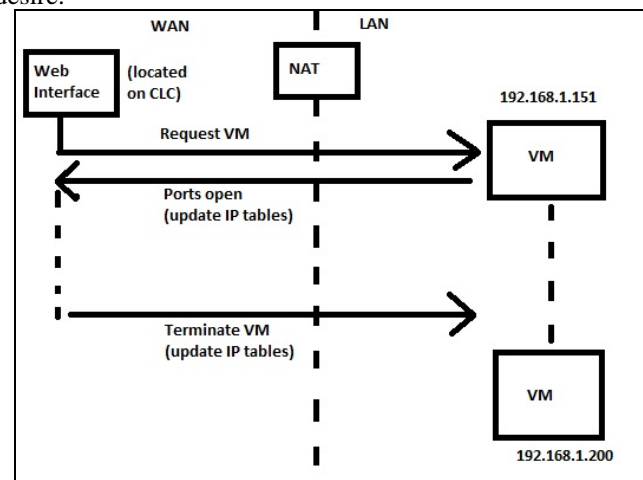 desire.
WAN
LAN
Web
Interface
(located
on CLC)
NAT
192.168.1.151
Request VM
VM
Ports open
(update IP tables)
Terminate VM
(update IP tables)
VM
192.168.1.200